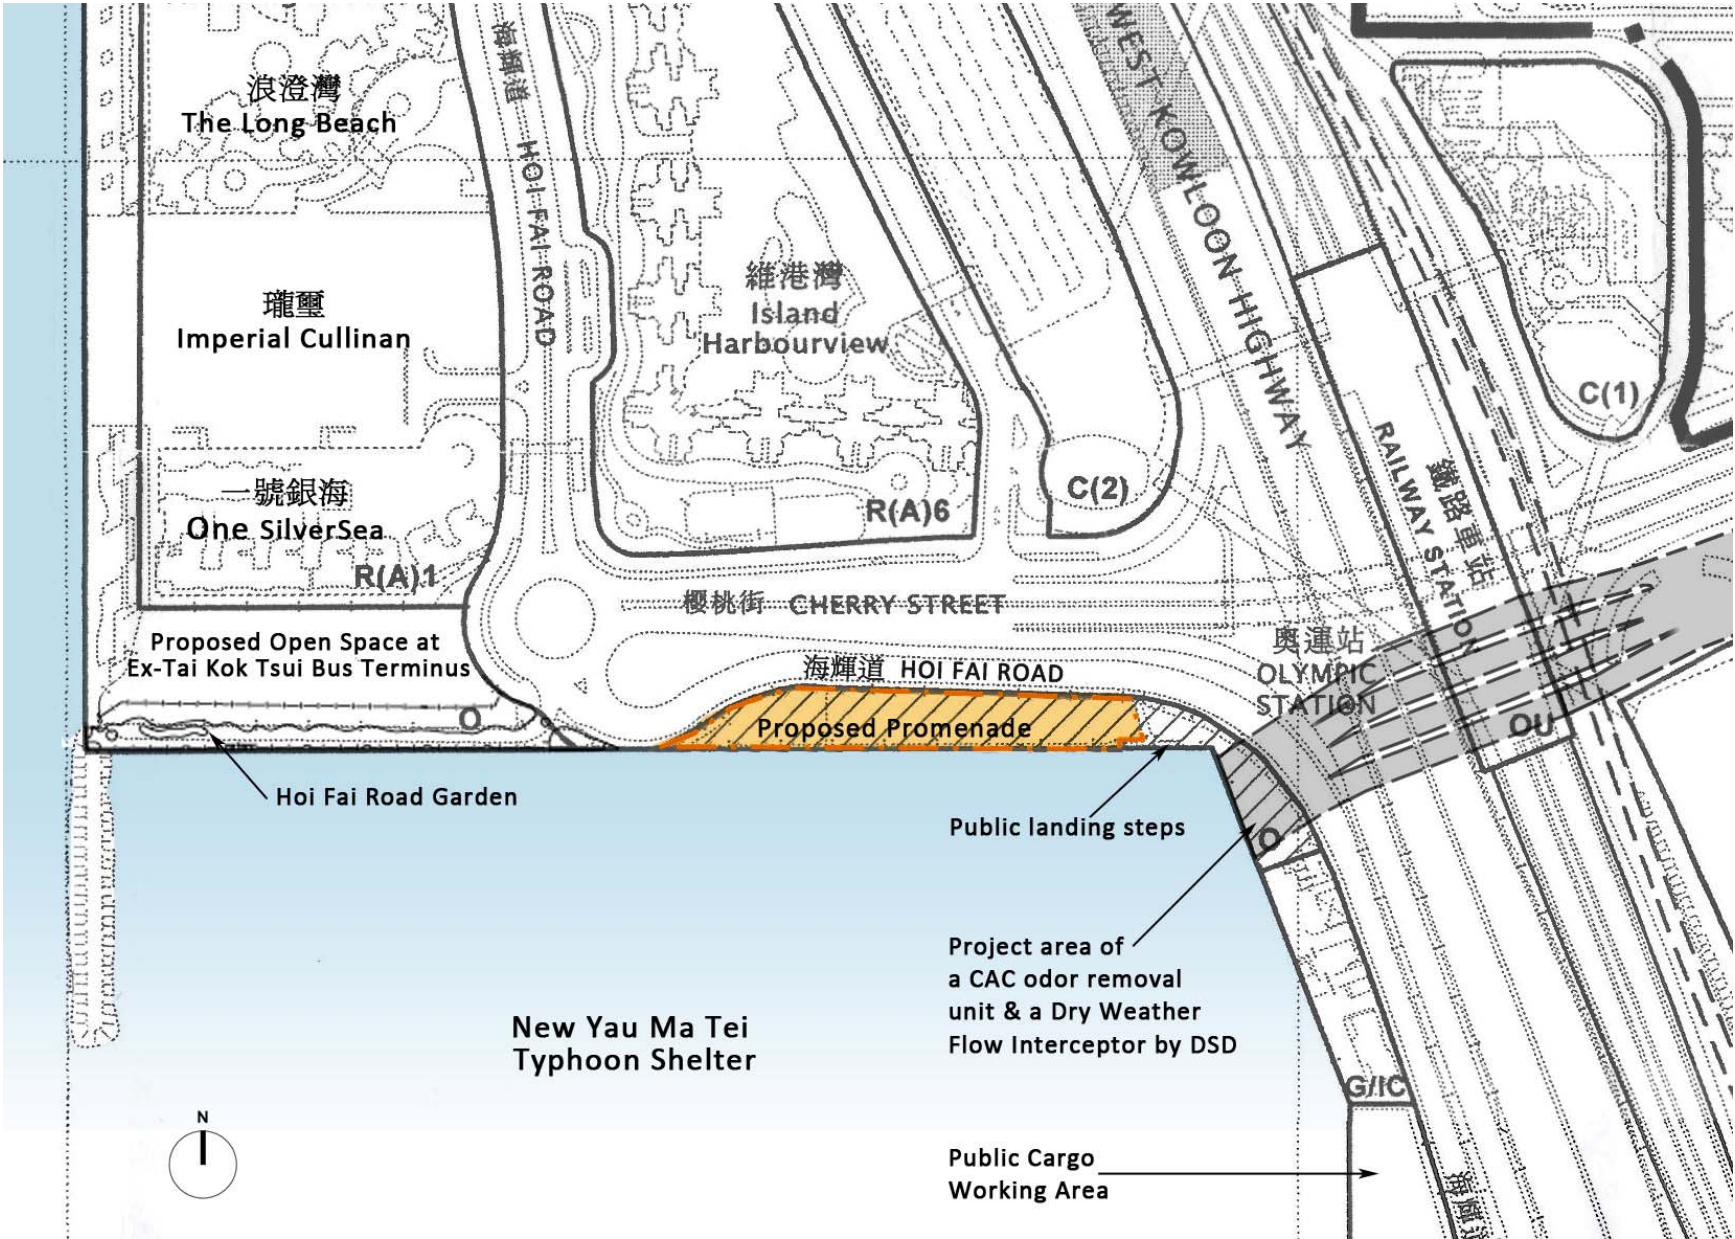 海輝道
HOI FAI ROAD
WEST KOWLOON HIGHWAY
浪澄灣
The Long Beach
瓏璽
Imperial Cullinan
維港灣
Island
Harbourview
C(1)
鐵路車站
RAILWAY STATION
一號銀海
One SilverSea
R(A)1
R(A)6
C(2)
櫻桃街 CHERRY STREET
Proposed Open Space at
Ex-Tai Kok Tsui Bus Terminus
O
海輝道 HOI FAI ROAD
奧運站
OLYMPIC
STATION
OU
Proposed Promenade
Hoi Fai Road Garden
Public landing steps
O
Project area of
a CAC odor removal
unit & a Dry Weather
Flow Interceptor by DSD
New Yau Ma Tei
Typhoon Shelter
G/IC
N
Public Cargo
Working Area
海輝道